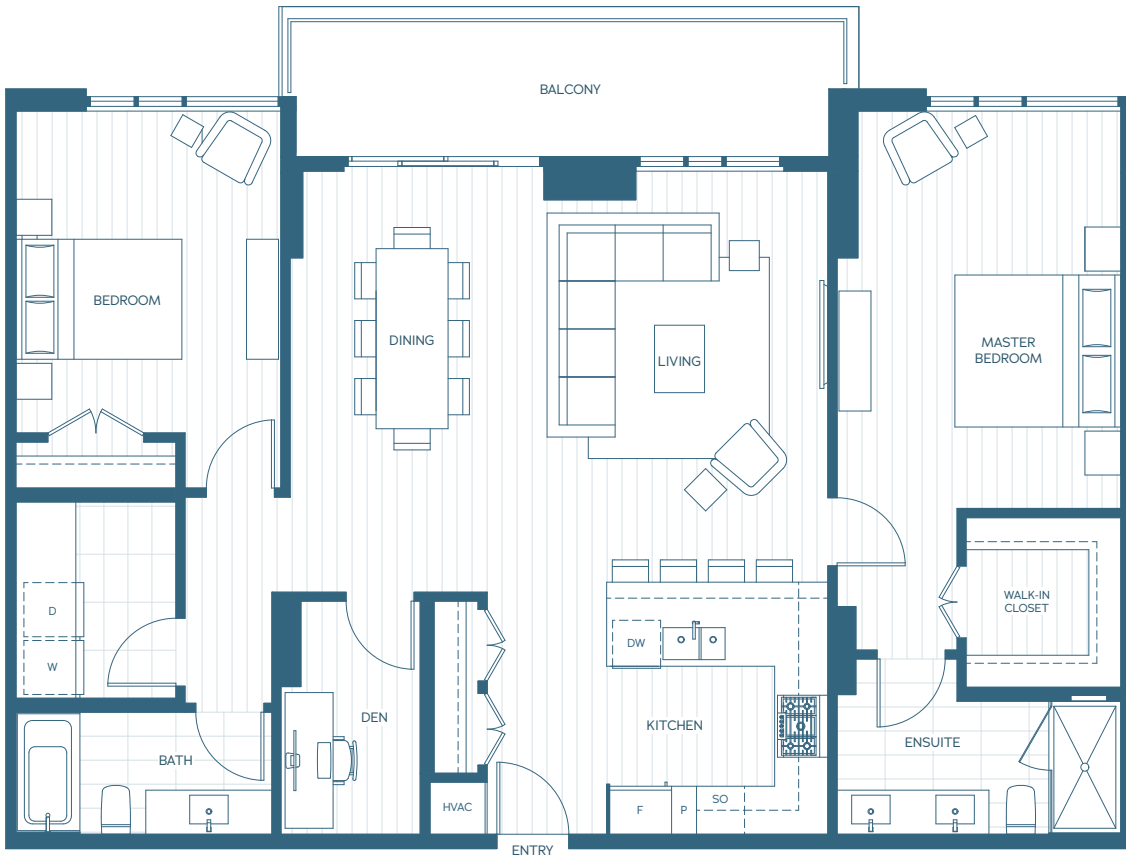 BALCONY
BEDROOM
DINING
LIVING
MASTER
BEDROOM
D
W
DW
WALK-IN
CLOSET
DEN
KITCHEN
ENSUITE
BATH
HVAC
F
P
SO
ENTRY